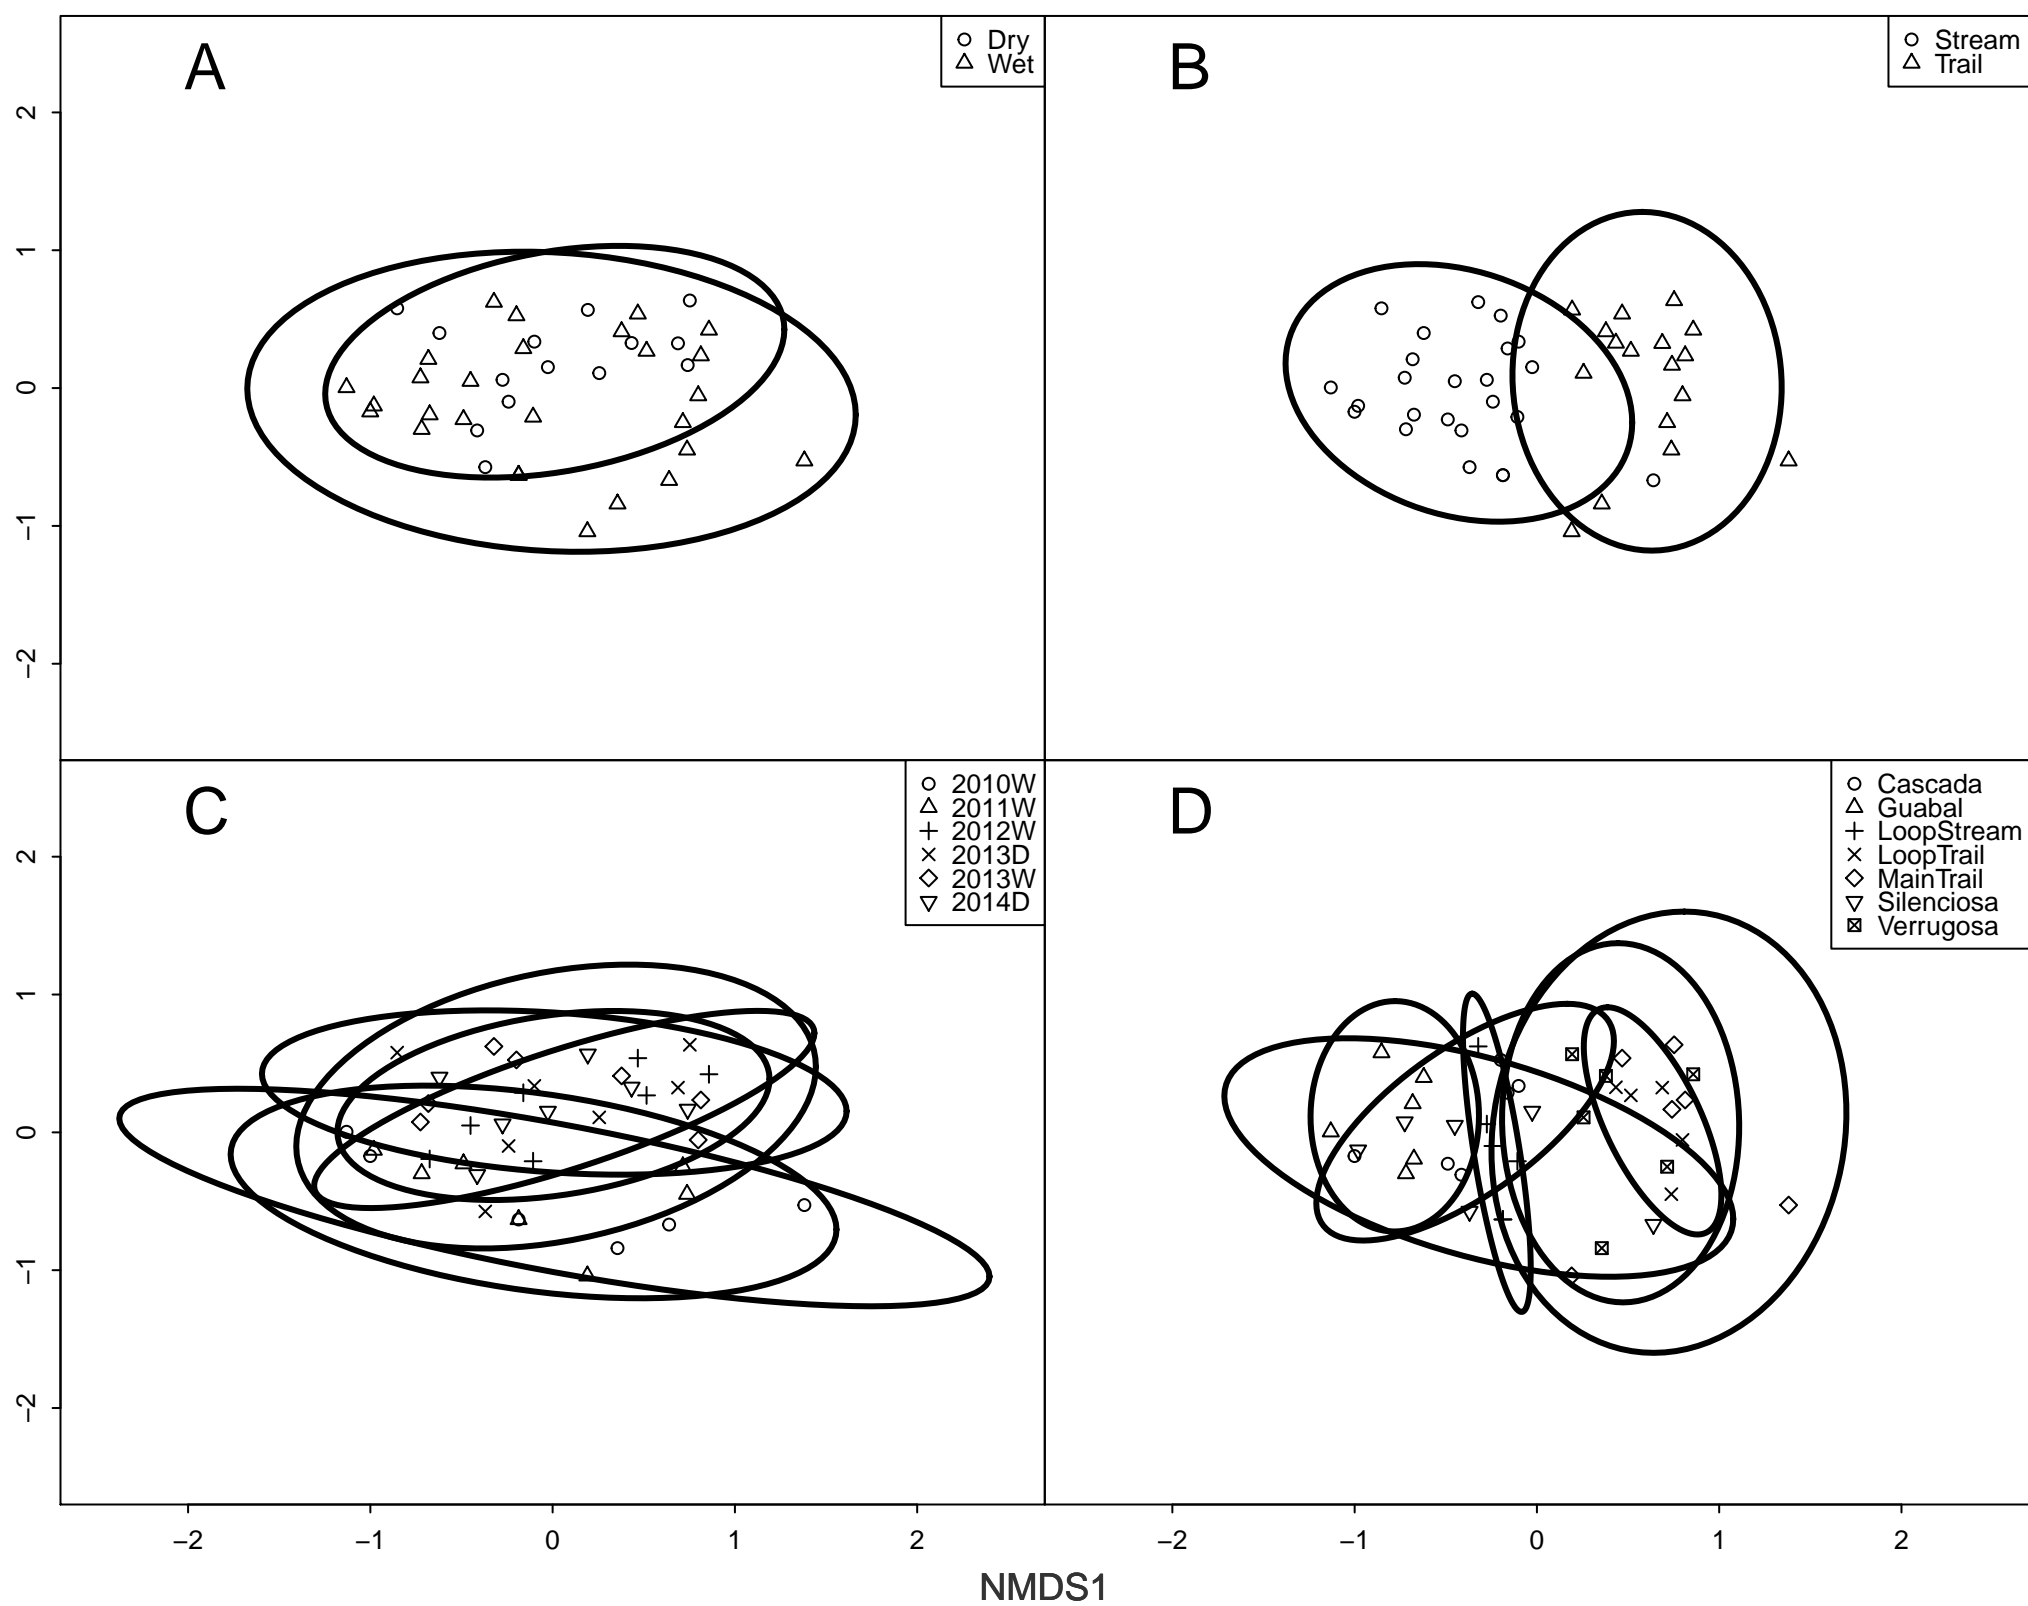 A
Dry
Wet
B
Stream
Trail
2
1
0
−1
−2
C
2010W
2011W
2012W
2013D
2013W
2014D
D
Cascada
Guabal
LoopStream
LoopTrail
MainTrail
Silenciosa
Verrugosa
2
1
0
−1
−2
−2 −1 0 1 2
−2 −1 0 1 2
NMDS1